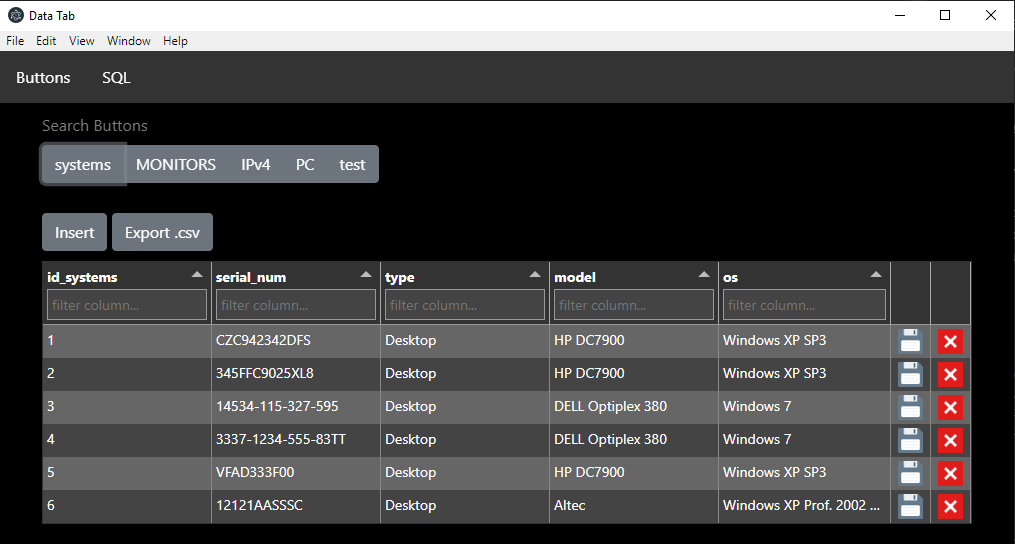 Data Tab
File Edit View Window Help
Buttons SQL
Search Buttons
systems MONITORS IPv4 PC test
Insert Export .csv
id_systems serial_num type model os
filter column... filter column... filter column... filter column... filter column...
1 CZC942342DFS Desktop HP DC7900 Windows XP SP3
2 345FFC9025XL8 Desktop HP DC7900 Windows XP SP3
3 14534-115-327-595 Desktop DELL Optiplex 380 Windows 7
4 3337-1234-555-83TT Desktop DELL Optiplex 380 Windows 7
5 VFAD333F00 Desktop HP DC7900 Windows XP SP3
6 12121AASSSC Desktop Altec Windows XP Prof. 2002 ...